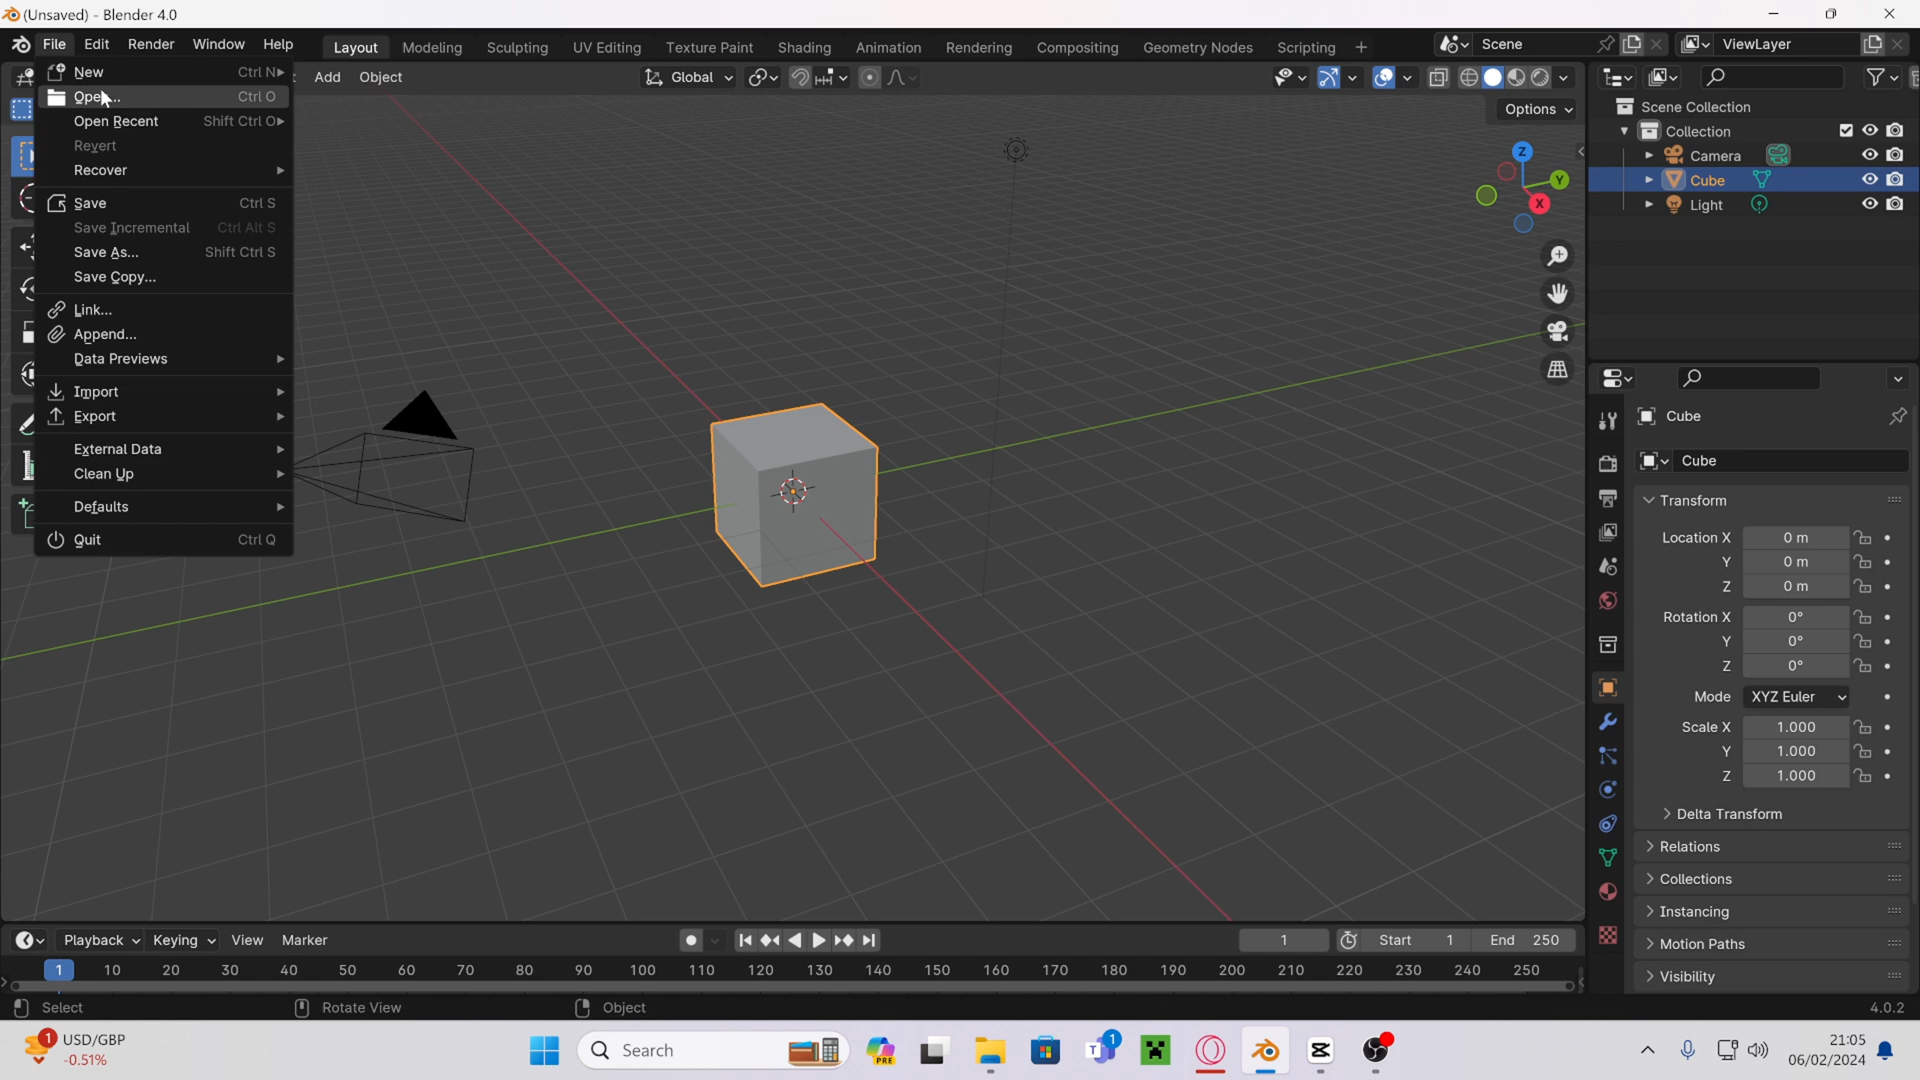 (Unsaved) - Blender 4.0
File Edit Render Window Help Layout Modeling Sculpting UV Editing Texture Paint Shading Animation Rendering Compositing Geometry Nodes Scripting + Scene ViewLayer
Add Object Global
Options
New Ctrl N
Open... Ctrl O
Open Recent Shift Ctrl O
Revert
Recover
Save Ctrl S
Save Incremental Ctrl Alt S
Save As... Shift Ctrl S
Save Copy...
Link...
Append...
Data Previews
Import
Export
External Data
Clean Up
Defaults
Quit Ctrl Q
Z
Y
X
Scene Collection
Collection
Camera
Cube
Light
Cube
Cube
Transform
Location X 0 m
Y 0 m
Z 0 m
Rotation X 0°
Y 0°
Z 0°
Mode XYZ Euler
Scale X 1.000
Y 1.000
Z 1.000
Delta Transform
Relations
Collections
Instancing
Motion Paths
Visibility
Playback Keying View Marker 1 Start 1 End 250
1 10 20 30 40 50 60 70 80 90 100 110 120 130 140 150 160 170 180 190 200 210 220 230 240 250
Select Rotate View Object 4.0.2
1 USD/GBP
-0.51%
Search
PRE
1
21:05
06/02/2024